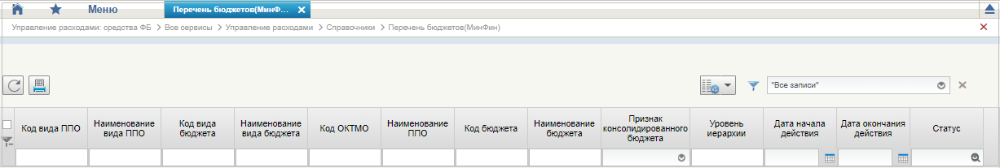 Меню
Перечень бюджетов(МинФ...
Управление расходами: средства ФБ > Все сервисы > Управление расходами > Справочники > Перечень бюджетов(МинФин)
"Все записи"
Код вида ППО
Наименование
вида ППО
Код вида
бюджета
Наименование
вида бюджета
Код ОКТМО
Наименование
ППО
Код бюджета
Наименование
бюджета
Признак
консолидированного
бюджета
Уровень
иерархии
Дата начала
действия
Дата окончания
действия
Статус